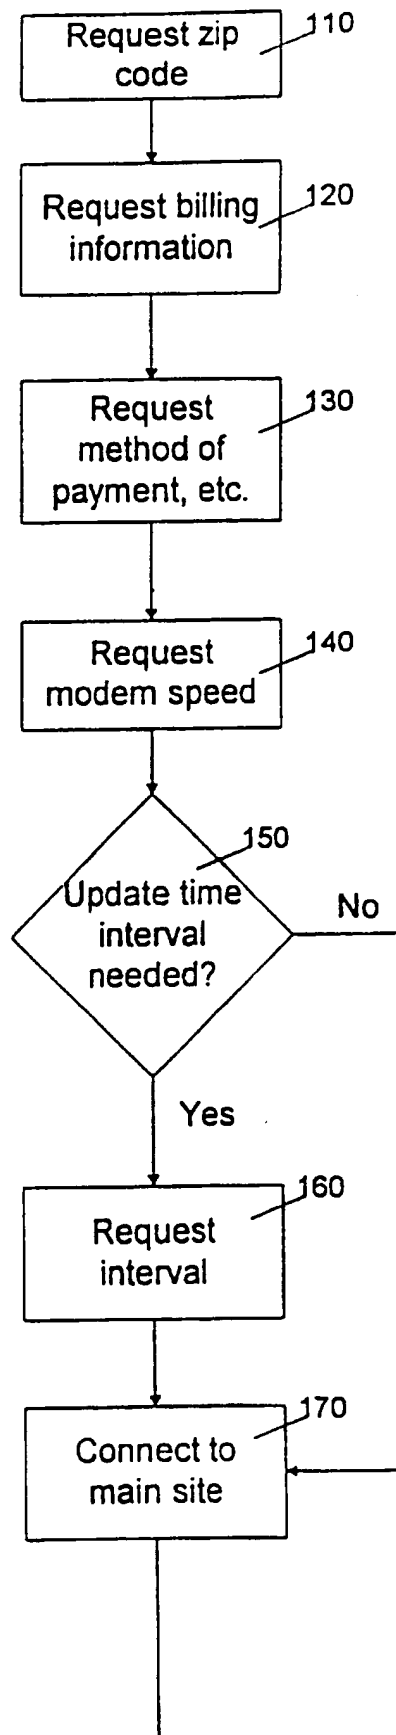 Request zip
code
110
Request billing
information
120
Request
method of
payment, etc.
130
Request
modem speed
140
150
Update time
interval
needed?
No
Yes
160
Request
interval
170
Connect to
main site